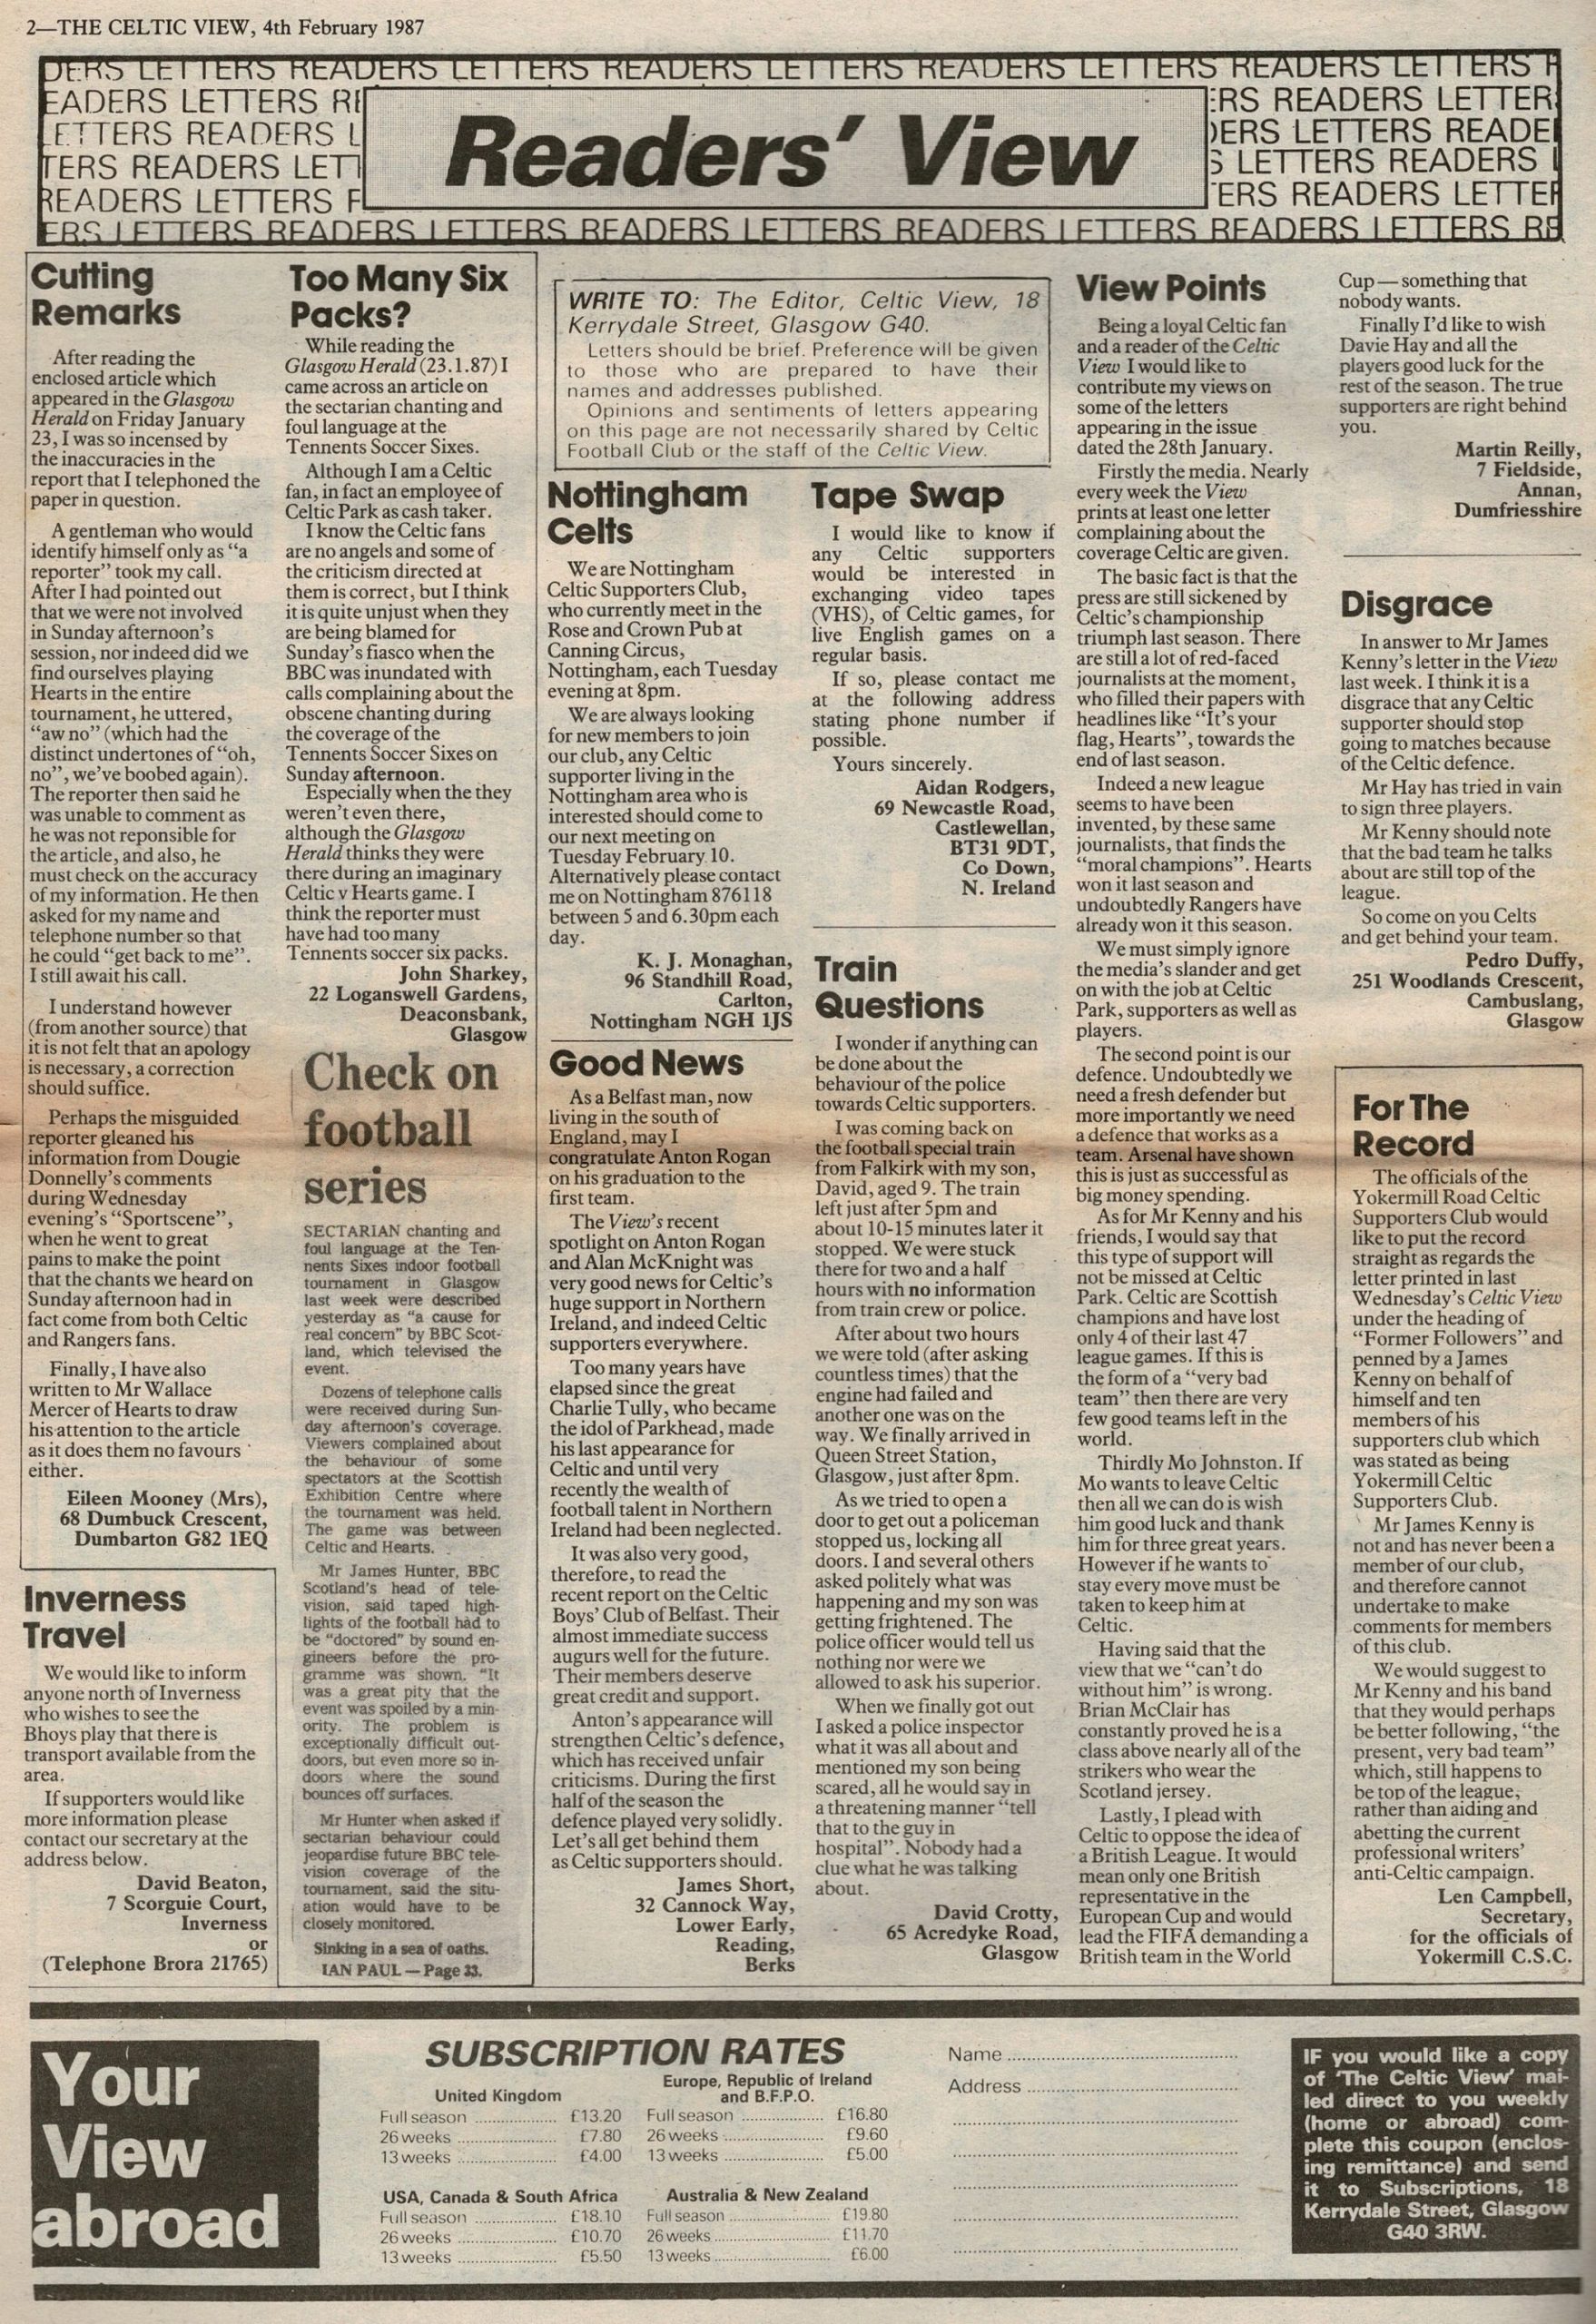 2—THE CELTIC VIEW, 4th February 1987
DERS LETTERS READERS LETTERS READERS LETTERS READERS LETTERS READERS LETTERS R
EADERS LETTERS RE
ETTERS READERS L
TERS READERS LETT
READERS LETTERS F
ERS READERS LETTER
DERS LETTERS READE
S LETTERS READERS L
TERS READERS LETTER
ERS LETTERS READERS LETTERS READERS LETTERS READERS LETTERS READERS LETTERS RE
Readers' View
Cutting
Remarks
After reading the
enclosed article which
appeared in the Glasgow
Herald on Friday January
23, I was so incensed by
the inaccuracies in the
report that I telephoned the
paper in question.
A gentleman who would
identify himself only as "a
reporter" took my call.
After I had pointed out
that we were not involved
in Sunday afternoon's
session, nor indeed did we
find ourselves playing
Hearts in the entire
tournament, he uttered,
"aw no" (which had the
distinct undertones of "oh,
no", we've boobed again).
The reporter then said he
was unable to comment as
he was not reponsible for
the article, and also, he
must check on the accuracy
of my information. He then
asked for my name and
telephone number so that
he could "get back to me".
I still await his call.
I understand however
(from another source) that
it is not felt that an apology
is necessary, a correction
should suffice.
Perhaps the misguided
reporter gleaned his
information from Dougie
Donnelly's comments
during Wednesday
evening's "Sportscene",
when he went to great
pains to make the point
that the chants we heard on
Sunday afternoon had in
fact come from both Celtic
and Rangers fans.
Finally, I have also
written to Mr Wallace
Mercer of Hearts to draw
his attention to the article
as it does them no favours
either.
Eileen Mooney (Mrs),
68 Dumbuck Crescent,
Dumbarton G82 1EQ
Inverness
Travel
We would like to inform
anyone north of Inverness
who wishes to see the
Bhoys play that there is
transport available from the
area.
If supporters would like
more information please
contact our secretary at the
address below.
David Beaton,
7 Scorguie Court,
Inverness
or
(Telephone Brora 21765)
Too Many Six
Packs?
While reading the
Glasgow Herald (23.1.87) I
came across an article on
the sectarian chanting and
foul language at the
Tennents Soccer Sixes.
Although I am a Celtic
fan, in fact an employee of
Celtic Park as cash taker.
I know the Celtic fans
are no angels and some of
the criticism directed at
them is correct, but I think
it is quite unjust when they
are being blamed for
Sunday's fiasco when the
BBC was inundated with
calls complaining about the
obscene chanting during
the coverage of the
Tennents Soccer Sixes on
Sunday afternoon.
Especially when the they
weren't even there,
although the Glasgow
Herald thinks they were
there during an imaginary
Celtic v Hearts game. I
think the reporter must
have had too many
Tennents soccer six packs.
John Sharkey,
22 Loganswell Gardens,
Deaconsbank,
Glasgow
Check on
football
series
SECTARIAN chanting and
foul language at the Ten-
nents Sixes indoor football
tournament in Glasgow
last week were described
yesterday as "a cause for
real concern" by BBC Scot-
land, which televised the
event.
Dozens of telephone calls
were received during Sun-
day afternoon's coverage.
Viewers complained about
the behaviour of some
spectators at the Scottish
Exhibition Centre where
the tournament was held.
The game was between
Celtic and Hearts.
Mr James Hunter, BBC
Scotland's head of tele-
vision, said taped high-
lights of the football had to
be "doctored" by sound en-
gineers before the pro-
gramme was shown. "It
was a great pity that the
event was spoiled by a min-
ority. The problem is
exceptionally difficult out-
doors, but even more so in-
doors where the sound
bounces off surfaces.
Mr Hunter when asked if
sectarian behaviour could
jeopardise future BBC tele-
vision coverage of the
tournament, said the situ-
ation would have to be
closely monitored.
Sinking in a sea of oaths.
IAN PAUL — Page 33.
WRITE TO: The Editor, Celtic View, 18
Kerrydale Street, Glasgow G40.
Letters should be brief. Preference will be given
to those who are prepared to have their
names and addresses published.
Opinions and sentiments of letters appearing
on this page are not necessarily shared by Celtic
Football Club or the staff of the Celtic View.
Nottingham
Celts
We are Nottingham
Celtic Supporters Club,
who currently meet in the
Rose and Crown Pub at
Canning Circus,
Nottingham, each Tuesday
evening at 8pm.
We are always looking
for new members to join
our club, any Celtic
supporter living in the
Nottingham area who is
interested should come to
our next meeting on
Tuesday February 10.
Alternatively please contact
me on Nottingham 876118
between 5 and 6.30pm each
day.
K. J. Monaghan,
96 Standhill Road,
Carlton,
Nottingham NGH 1JS
Good News
As a Belfast man, now
living in the south of
England, may I
congratulate Anton Rogan
on his graduation to the
first team.
The View's recent
spotlight on Anton Rogan
and Alan McKnight was
very good news for Celtic's
huge support in Northern
Ireland, and indeed Celtic
supporters everywhere.
Too many years have
elapsed since the great
Charlie Tully, who became
the idol of Parkhead, made
his last appearance for
Celtic and until very
recently the wealth of
football talent in Northern
Ireland had been neglected.
It was also very good,
therefore, to read the
recent report on the Celtic
Boys' Club of Belfast. Their
almost immediate success
augurs well for the future.
Their members deserve
great credit and support.
Anton's appearance will
strengthen Celtic's defence,
which has received unfair
criticisms. During the first
half of the season the
defence played very solidly.
Let's all get behind them
as Celtic supporters should.
James Short,
32 Cannock Way,
Lower Early,
Reading,
Berks
Tape Swap
I would like to know if
any Celtic supporters
would be interested in
exchanging video tapes
(VHS), of Celtic games, for
live English games on a
regular basis.
If so, please contact me
at the following address
stating phone number if
possible.
Yours sincerely.
Aidan Rodgers,
69 Newcastle Road,
Castlewellan,
BT31 9DT,
Co Down,
N. Ireland
Train
Questions
I wonder if anything can
be done about the
behaviour of the police
towards Celtic supporters.
I was coming back on
the football special train
from Falkirk with my son,
David, aged 9. The train
left just after 5pm and
about 10-15 minutes later it
stopped. We were stuck
there for two and a half
hours with no information
from train crew or police.
After about two hours
we were told (after asking
countless times) that the
engine had failed and
another one was on the
way. We finally arrived in
Queen Street Station,
Glasgow, just after 8pm.
As we tried to open a
door to get out a policeman
stopped us, locking all
doors. I and several others
asked politely what was
happening and my son was
getting frightened. The
police officer would tell us
nothing nor were we
allowed to ask his superior.
When we finally got out
I asked a police inspector
what it was all about and
mentioned my son being
scared, all he would say in
a threatening manner "tell
that to the guy in
hospital". Nobody had a
clue what he was talking
about.
David Crotty,
65 Acredyke Road,
Glasgow
View Points
Being a loyal Celtic fan
and a reader of the Celtic
View I would like to
contribute my views on
some of the letters
appearing in the issue
dated the 28th January.
Firstly the media. Nearly
every week the View
prints at least one letter
complaining about the
coverage Celtic are given.
The basic fact is that the
press are still sickened by
Celtic's championship
triumph last season. There
are still a lot of red-faced
journalists at the moment,
who filled their papers with
headlines like "It's your
flag, Hearts", towards the
end of last season.
Indeed a new league
seems to have been
invented, by these same
journalists, that finds the
"moral champions". Hearts
won it last season and
undoubtedly Rangers have
already won it this season.
We must simply ignore
the media's slander and get
on with the job at Celtic
Park, supporters as well as
players.
The second point is our
defence. Undoubtedly we
need a fresh defender but
more importantly we need
a defence that works as a
team. Arsenal have shown
this is just as successful as
big money spending.
As for Mr Kenny and his
friends, I would say that
this type of support will
not be missed at Celtic
Park. Celtic are Scottish
champions and have lost
only 4 of their last 47
league games. If this is
the form of a "very bad
team" then there are very
few good teams left in the
world.
Thirdly Mo Johnston. If
Mo wants to leave Celtic
then all we can do is wish
him good luck and thank
him for three great years.
However if he wants to
stay every move must be
taken to keep him at
Celtic.
Having said that the
view that we "can't do
without him" is wrong.
Brian McClair has
constantly proved he is a
class above nearly all of the
strikers who wear the
Scotland jersey.
Lastly, I plead with
Celtic to oppose the idea of
a British League. It would
mean only one British
representative in the
European Cup and would
lead the FIFA demanding a
British team in the World
Cup — something that
nobody wants.
Finally I'd like to wish
Davie Hay and all the
players good luck for the
rest of the season. The true
supporters are right behind
you.
Martin Reilly,
7 Fieldside,
Annan,
Dumfriesshire
Disgrace
In answer to Mr James
Kenny's letter in the View
last week. I think it is a
disgrace that any Celtic
supporter should stop
going to matches because
of the Celtic defence.
Mr Hay has tried in vain
to sign three players.
Mr Kenny should note
that the bad team he talks
about are still top of the
league.
So come on you Celts
and get behind your team.
Pedro Duffy,
251 Woodlands Crescent,
Cambuslang,
Glasgow
For The
Record
The officials of the
Yokermill Road Celtic
Supporters Club would
like to put the record
straight as regards the
letter printed in last
Wednesday's Celtic View
under the heading of
"Former Followers" and
penned by a James
Kenny on behalf of
himself and ten
members of his
supporters club which
was stated as being
Yokermill Celtic
Supporters Club.
Mr James Kenny is
not and has never been a
member of our club,
and therefore cannot
undertake to make
comments for members
of this club.
We would suggest to
Mr Kenny and his band
that they would perhaps
be better following, "the
present, very bad team"
which, still happens to
be top of the league,
rather than aiding and
abetting the current
professional writers'
anti-Celtic campaign.
Len Campbell,
Secretary,
for the officials of
Yokermill C.S.C.
Your
View
abroad
SUBSCRIPTION RATES
United Kingdom
Full season .................. £13.20
26 weeks ...................... £7.80
13 weeks ...................... £4.00
Europe, Republic of Ireland
and B.F.P.O.
Full season .................. £16.80
26 weeks ...................... £9.60
13 weeks ...................... £5.00
USA, Canada & South Africa
Full season .................. £18.10
26 weeks ...................... £10.70
13 weeks ...................... £5.50
Australia & New Zealand
Full season ....................... £19.80
26 weeks .......................... £11.70
13 weeks .......................... £6.00
Name ..................................................
Address ..............................................
IF you would like a copy
of 'The Celtic View' mai-
led direct to you weekly
(home or abroad) com-
plete this coupon (enclos-
ing remittance) and send
it to Subscriptions, 18
Kerrydale Street, Glasgow
G40 3RW.